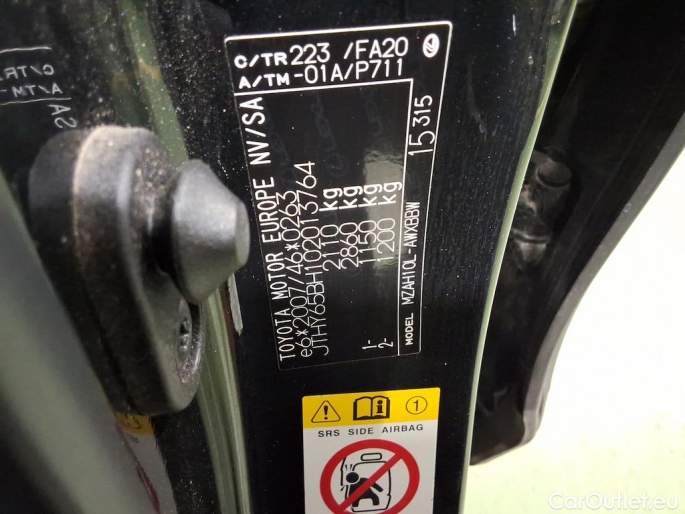 C/TR 223 /FA20
A/TM-01A/P711
TOYOTA MOTOR EUROPE NV/SA
e6*2007/46*0263
JTHY65BH102013764
2110 kg
2860 kg
1- 1150 kg
2- 1200 kg
15315
MODEL MZAH10L-AWXBBW
1
SRS SIDE AIRBAG
CarOutlet.eu